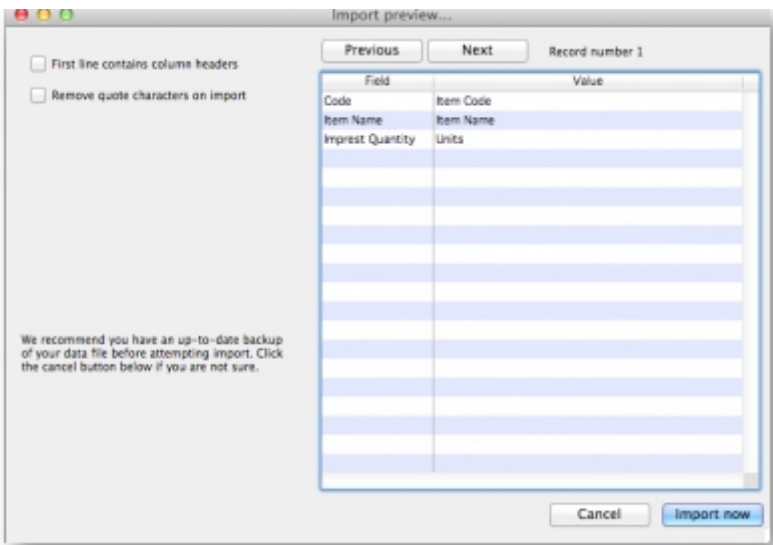 Import preview...
Previous Next Record number 1
First line contains column headers
Remove quote characters on import
Field Value
Code Item Code
Item Name Item Name
Imprest Quantity Units
We recommend you have an up-to-date backup
of your data file before attempting import. Click
the cancel button below if you are not sure.
Cancel Import now